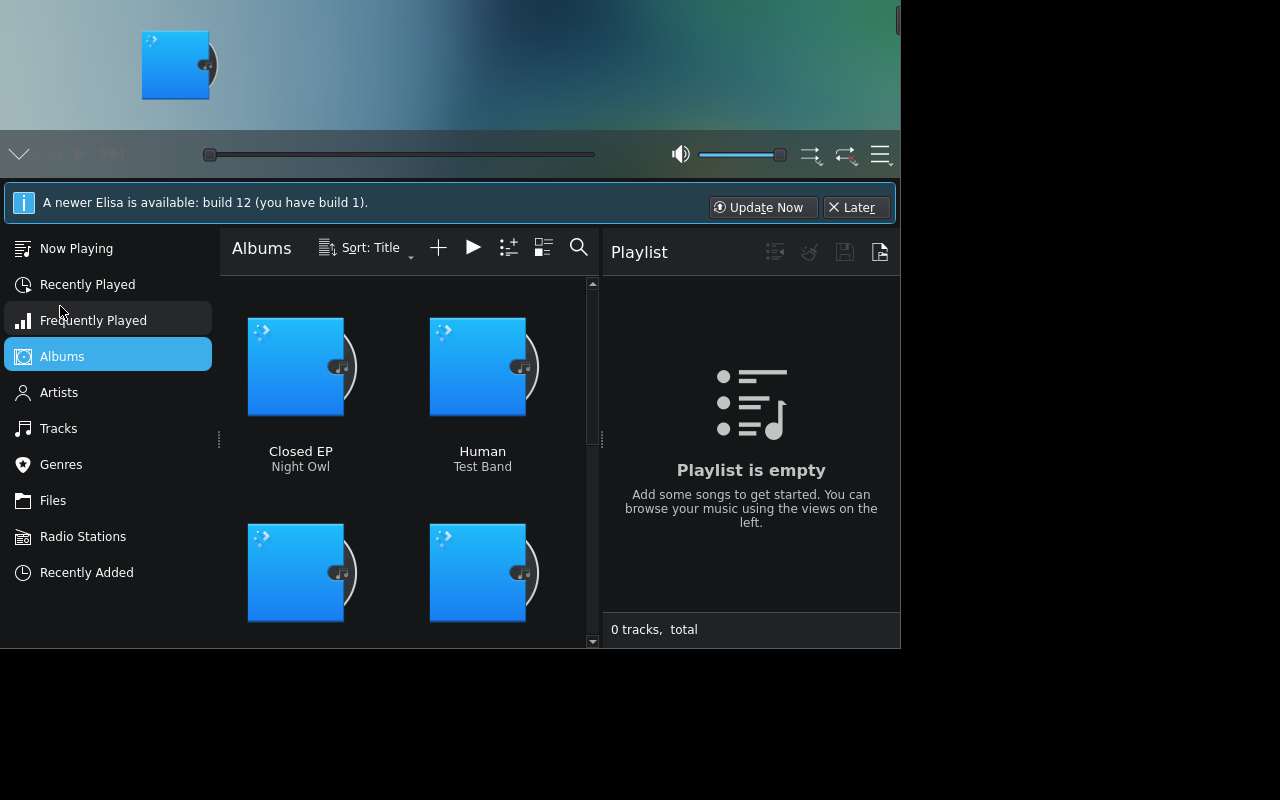 A newer Elisa is available: build 12 (you have build 1).
Update Now
Later
Now Playing
Recently Played
Frequently Played
Albums
Artists
Tracks
Genres
Files
Radio Stations
Recently Added
Albums
Sort: Title
Closed EP
Night Owl
Human
Test Band
Playlist
Playlist is empty
Add some songs to get started. You can
browse your music using the views on the
left.
0 tracks,  total